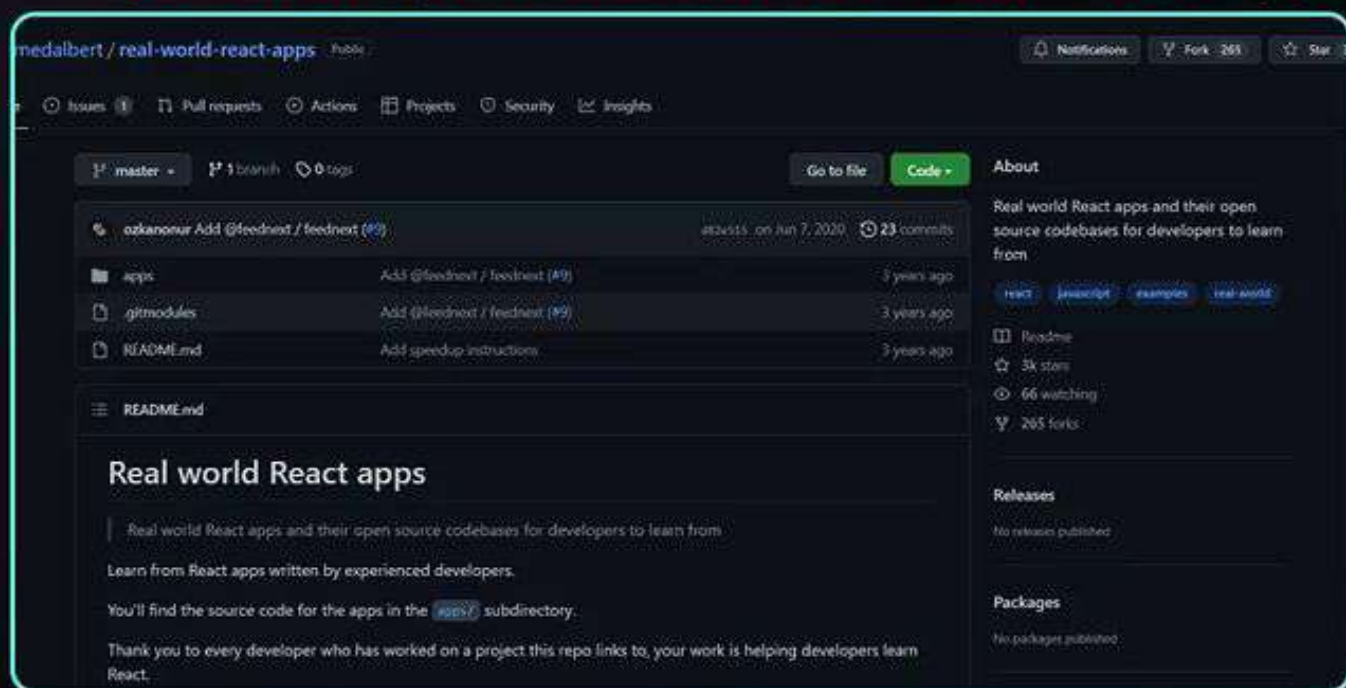 medalbert / real-world-react-apps Public
Notifications Fork 265 Star
Issues 1 Pull requests Actions Projects Security Insights
master 1 branch 0 tags Go to file Code
ozkanonur Add @feednext / feednext (#9) on Jun 7, 2020 23 commits
apps Add @feednext / feednext (#9) 3 years ago
.gitmodules Add @feednext / feednext (#9) 3 years ago
README.md Add speedup instructions 3 years ago
README.md
Real world React apps
Real world React apps and their open source codebases for developers to learn from
Learn from React apps written by experienced developers.
You'll find the source code for the apps in the apps/ subdirectory.
Thank you to every developer who has worked on a project this repo links to, your work is helping developers learn
React.
About
Real world React apps and their open
source codebases for developers to learn
from
react javascript examples real-world
Readme
3k stars
66 watching
265 forks
Releases
No releases published
Packages
No packages published